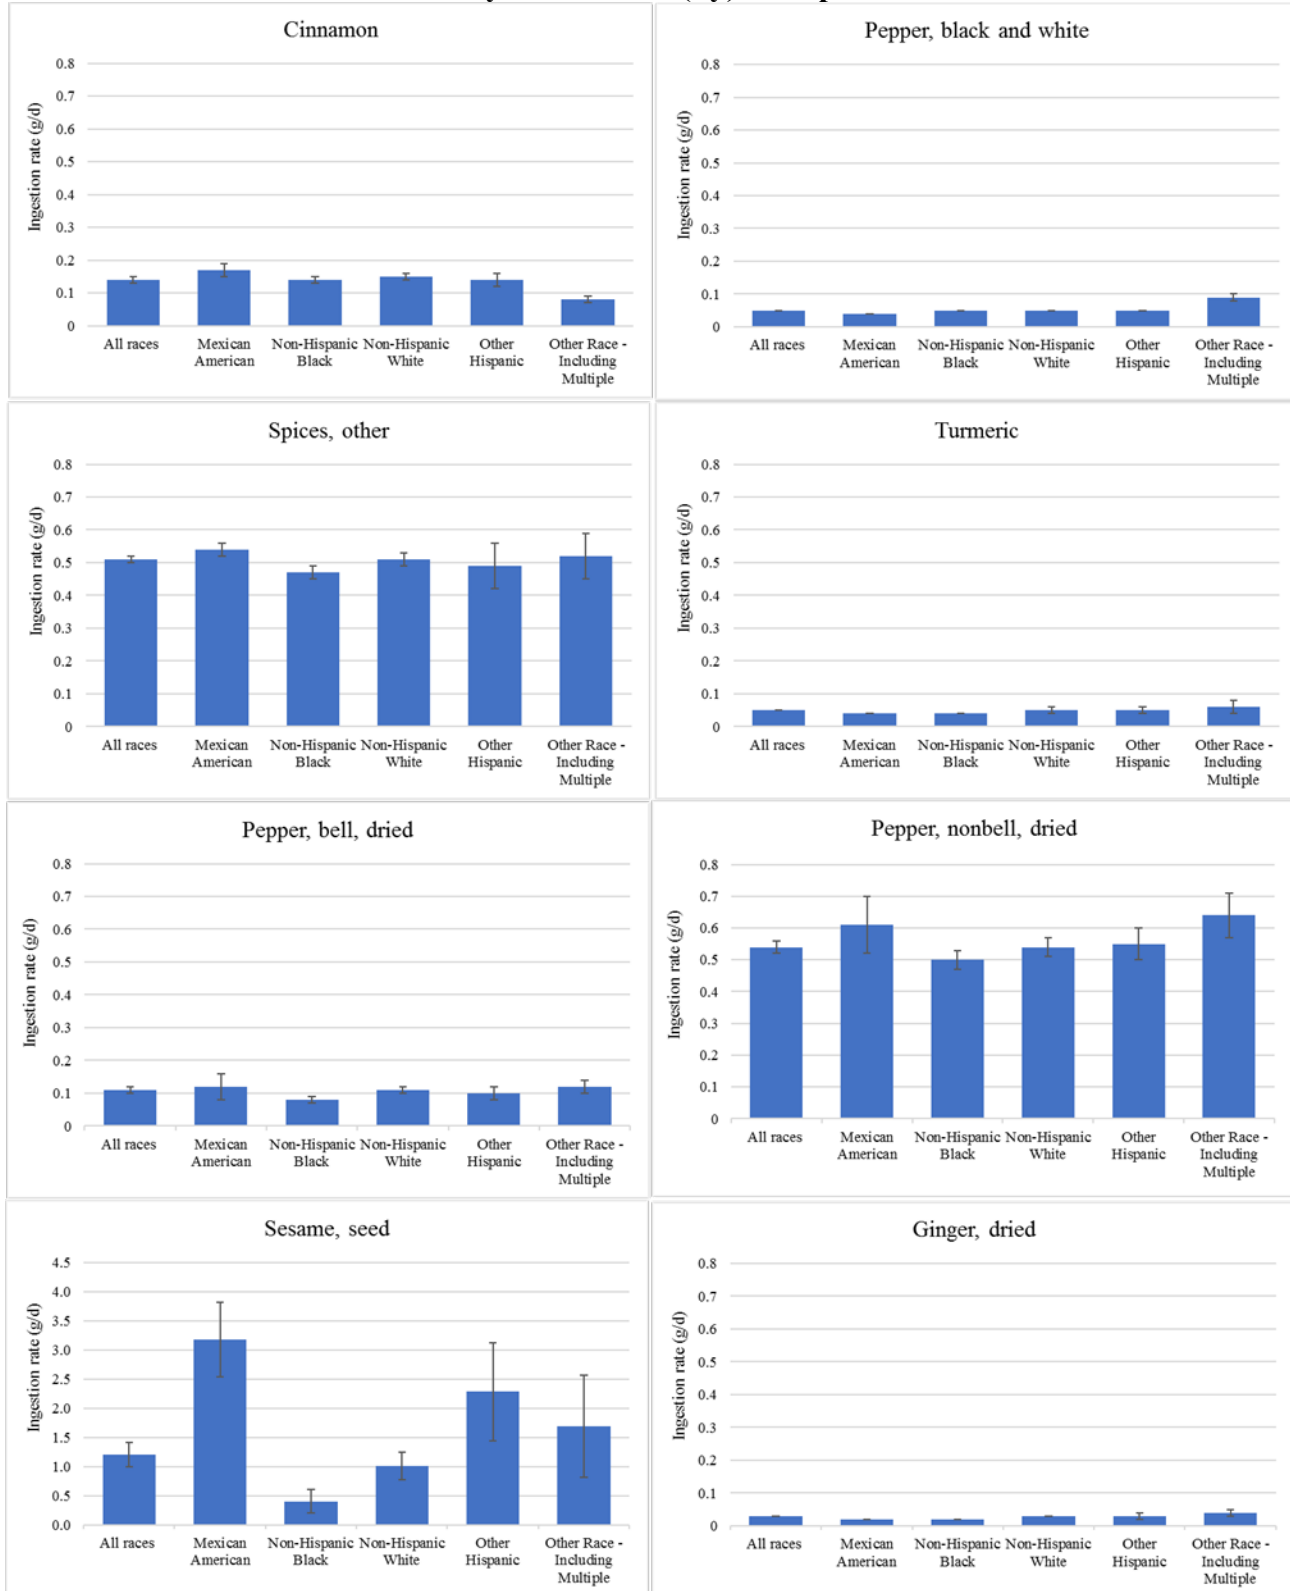 Cinnamon
Ingestion rate (g/d)
0.8
0.7
0.6
0.5
0.4
0.3
0.2
0.1
0
All races
Mexican
American
Non-Hispanic
Black
Non-Hispanic
White
Other
Hispanic
Other Race -
Including
Multiple
Pepper, black and white
Ingestion rate (g/d)
0.8
0.7
0.6
0.5
0.4
0.3
0.2
0.1
0
All races
Mexican
American
Non-Hispanic
Black
Non-Hispanic
White
Other
Hispanic
Other Race -
Including
Multiple
Spices, other
Ingestion rate (g/d)
0.8
0.7
0.6
0.5
0.4
0.3
0.2
0.1
0
All races
Mexican
American
Non-Hispanic
Black
Non-Hispanic
White
Other
Hispanic
Other Race -
Including
Multiple
Turmeric
Ingestion rate (g/d)
0.8
0.7
0.6
0.5
0.4
0.3
0.2
0.1
0
All races
Mexican
American
Non-Hispanic
Black
Non-Hispanic
White
Other
Hispanic
Other Race -
Including
Multiple
Pepper, bell, dried
Ingestion rate (g/d)
0.8
0.7
0.6
0.5
0.4
0.3
0.2
0.1
0
All races
Mexican
American
Non-Hispanic
Black
Non-Hispanic
White
Other
Hispanic
Other Race -
Including
Multiple
Pepper, nonbell, dried
Ingestion rate (g/d)
0.8
0.7
0.6
0.5
0.4
0.3
0.2
0.1
0
All races
Mexican
American
Non-Hispanic
Black
Non-Hispanic
White
Other
Hispanic
Other Race -
Including
Multiple
Sesame, seed
Ingestion rate (g/d)
4.5
4.0
3.5
3.0
2.5
2.0
1.5
1.0
0.5
0.0
All races
Mexican
American
Non-Hispanic
Black
Non-Hispanic
White
Other
Hispanic
Other Race -
Including
Multiple
Ginger, dried
Ingestion rate (g/d)
0.8
0.7
0.6
0.5
0.4
0.3
0.2
0.1
0
All races
Mexican
American
Non-Hispanic
Black
Non-Hispanic
White
Other
Hispanic
Other Race -
Including
Multiple